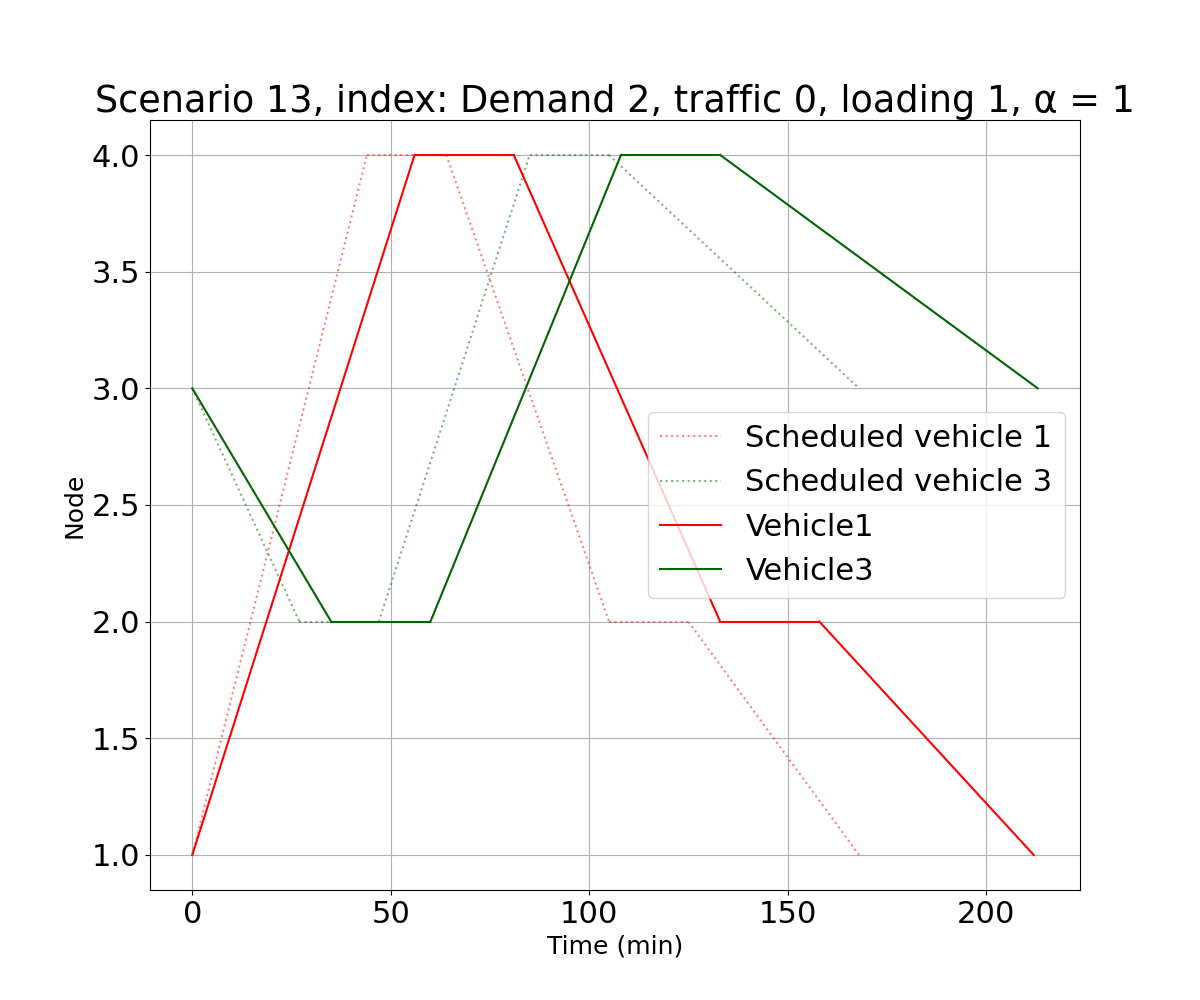 Scenario 13, index: Demand 2, traffic 0, loading 1, α = 1
4.0
3.5
3.0
2.5
2.0
1.5
1.0
Node
Scheduled vehicle 1
Scheduled vehicle 3
Vehicle1
Vehicle3
0 50 100 150 200
Time (min)